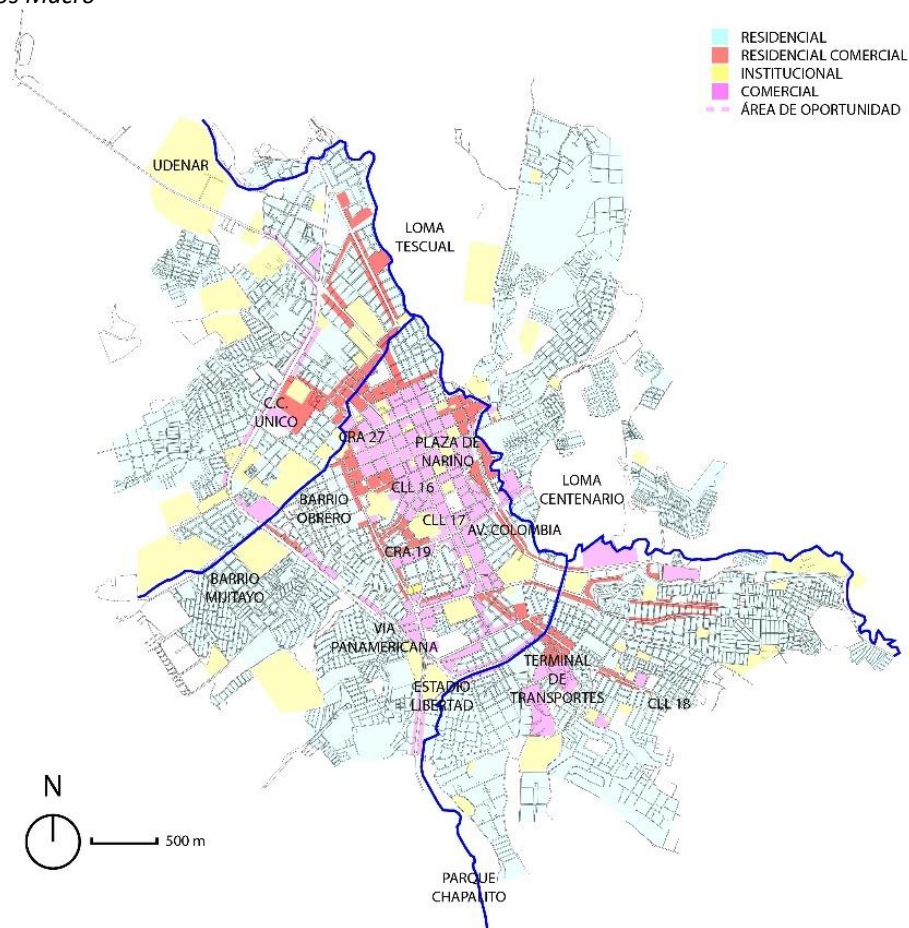 os Macro
RESIDENCIAL
RESIDENCIAL COMERCIAL
INSTITUCIONAL
COMERCIAL
ÁREA DE OPORTUNIDAD
UDENAR
LOMA
TESCUAL
C.C.
UNICO
CRA 27
PLAZA DE
NARIÑO
CLL 16
LOMA
CENTENARIO
BARRIO
OBRERO
CLL 17
AV. COLOMBIA
CRA 19
BARRIO
MIJITAYO
VIA
PANAMERICANA
TERMINAL
DE
TRANSPORTES
ESTADIO
LIBERTAD
CLL 18
N
500 m
PARQUE
CHAPALITO